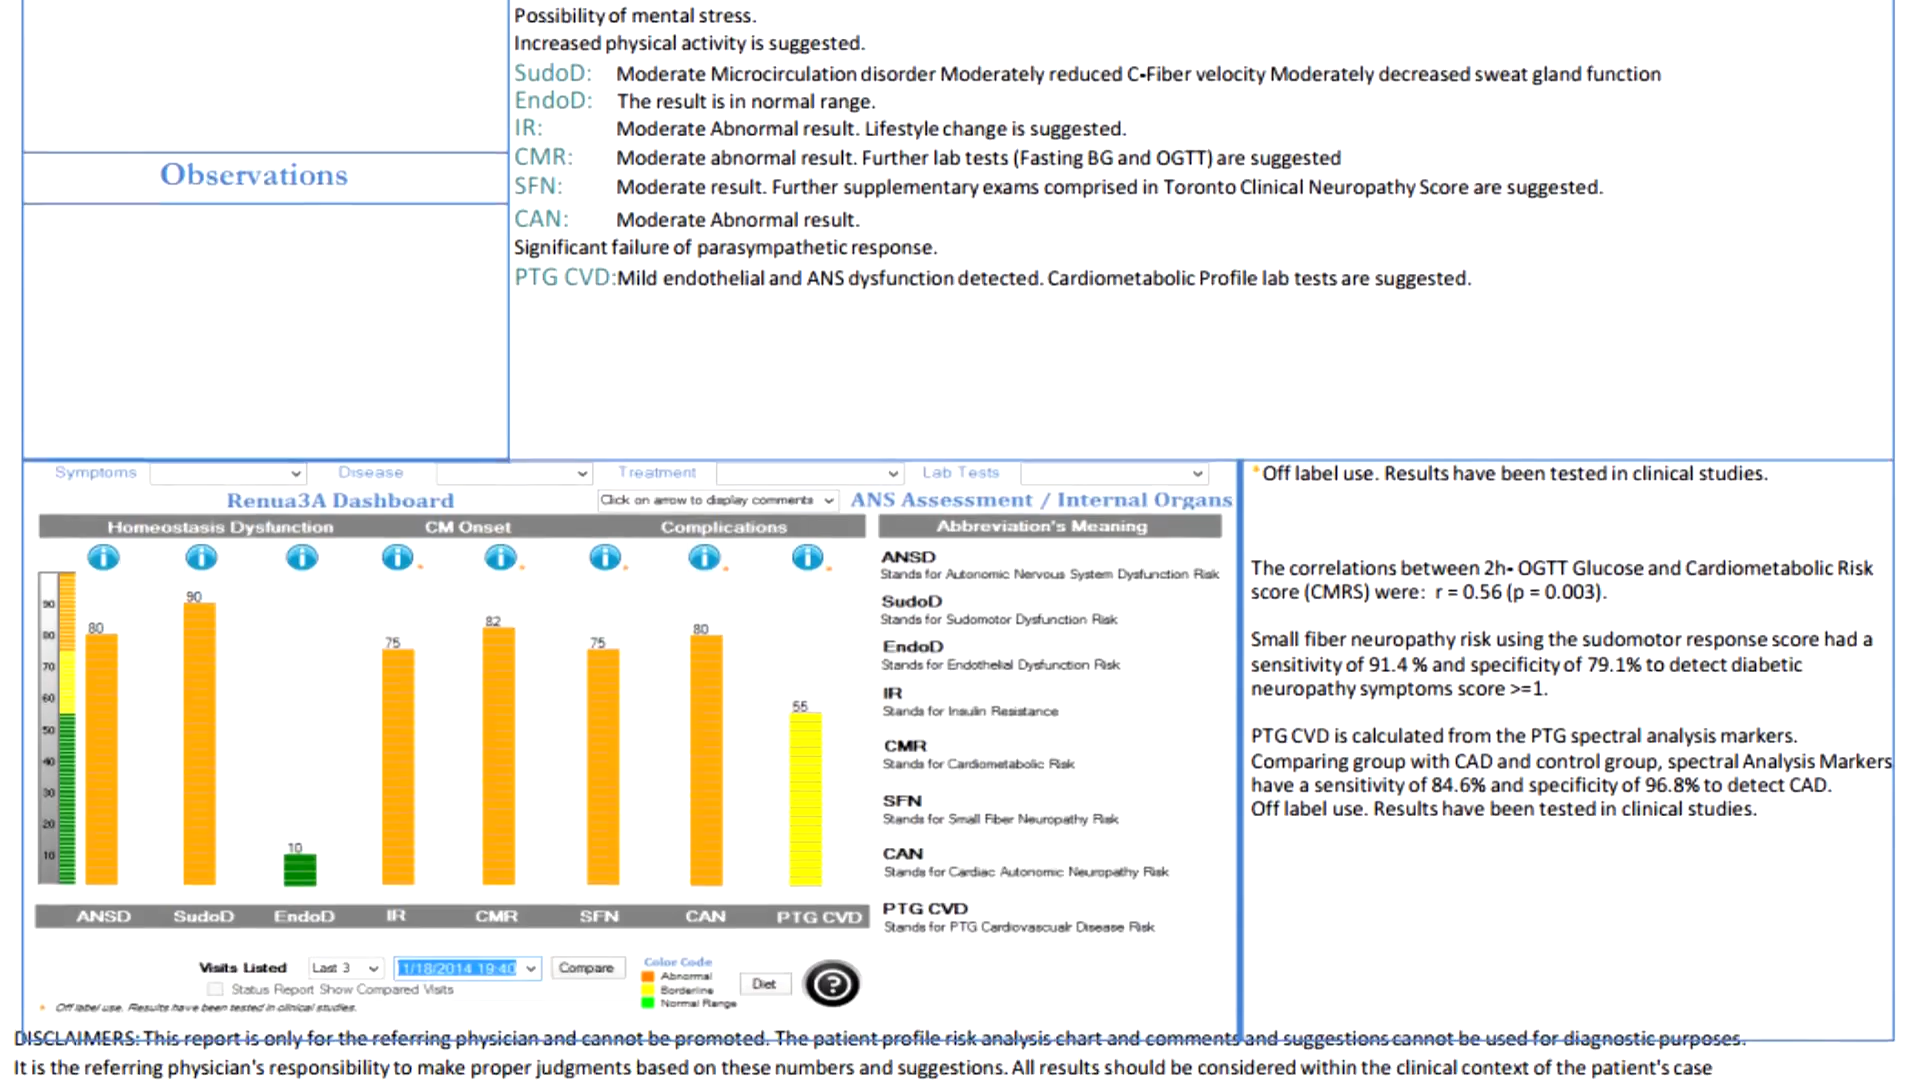 Possibility of mental stress.
Increased physical activity is suggested.
SudoD: Moderate Microcirculation disorder Moderately reduced C-Fiber velocity Moderately decreased sweat gland function
EndoD: The result is in normal range.
IR: Moderate Abnormal result. Lifestyle change is suggested.
CMR: Moderate abnormal result. Further lab tests (Fasting BG and OGTT) are suggested
SFN: Moderate result. Further supplementary exams comprised in Toronto Clinical Neuropathy Score are suggested.
CAN: Moderate Abnormal result.
Significant failure of parasympathetic response.
PTG CVD:Mild endothelial and ANS dysfunction detected. Cardiometabolic Profile lab tests are suggested.
Observations
Symptoms Disease Treatment Lab Tests
Renua3A Dashboard Click on arrow to display comments ANS Assessment / Internal Organs
Homeostasis Dysfunction CM Onset Complications
90
80
70
60
50
40
30
20
10
80 90 10 75 82 75 80 55
ANSD SudoD EndoD IR CMR SFN CAN PTG CVD
Abbreviation's Meaning
ANSD
Stands for Autonomic Nervous System Dysfunction Risk
SudoD
Stands for Sudomotor Dysfunction Risk
EndoD
Stands for Endothelial Dysfunction Risk
IR
Stands for Insulin Resistance
CMR
Stands for Cardiometabolic Risk
SFN
Stands for Small Fiber Neuropathy Risk
CAN
Stands for Cardiac Autonomic Neuropathy Risk
PTG CVD
Stands for PTG Cardiovascualr Disease Risk
Visits Listed Last 3 1/18/2014 19:40 Compare
Status Report Show Compared Visits
Color Code
Abnormal
Borderline
Normal Range
Diet
?
* Off label use. Results have been tested in clinical studies.
*Off label use. Results have been tested in clinical studies.
The correlations between 2h- OGTT Glucose and Cardiometabolic Risk
score (CMRS) were: r = 0.56 (p = 0.003).
Small fiber neuropathy risk using the sudomotor response score had a
sensitivity of 91.4 % and specificity of 79.1% to detect diabetic
neuropathy symptoms score >=1.
PTG CVD is calculated from the PTG spectral analysis markers.
Comparing group with CAD and control group, spectral Analysis Markers
have a sensitivity of 84.6% and specificity of 96.8% to detect CAD.
Off label use. Results have been tested in clinical studies.
DISCLAIMERS: This report is only for the referring physician and cannot be promoted. The patient profile risk analysis chart and comments and suggestions cannot be used for diagnostic purposes.
It is the referring physician's responsibility to make proper judgments based on these numbers and suggestions. All results should be considered within the clinical context of the patient's case